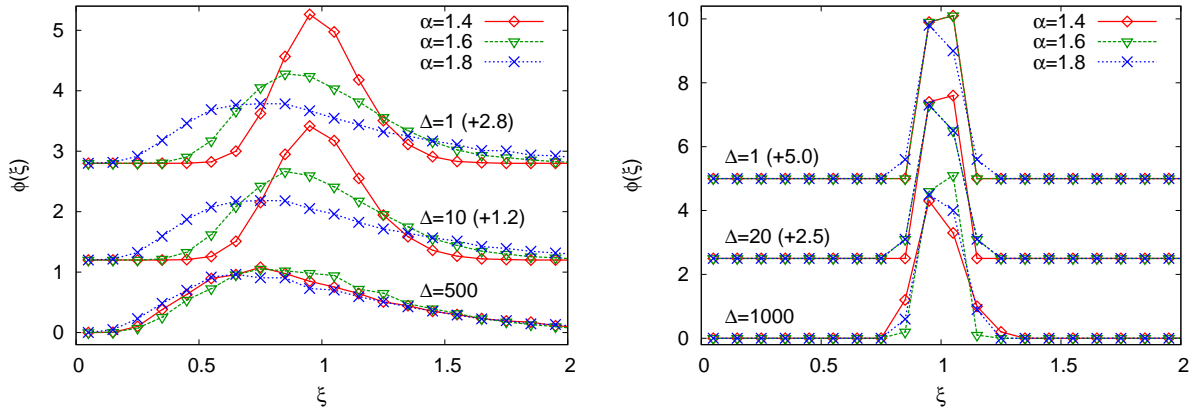 φ(ξ)
5
4
3
2
1
0
α=1.4
α=1.6
α=1.8
Δ=1 (+2.8)
Δ=10 (+1.2)
Δ=500
0 0.5 1 1.5 2
ξ
φ(ξ)
10
8
6
4
2
0
α=1.4
α=1.6
α=1.8
Δ=1 (+5.0)
Δ=20 (+2.5)
Δ=1000
0 0.5 1 1.5 2
ξ